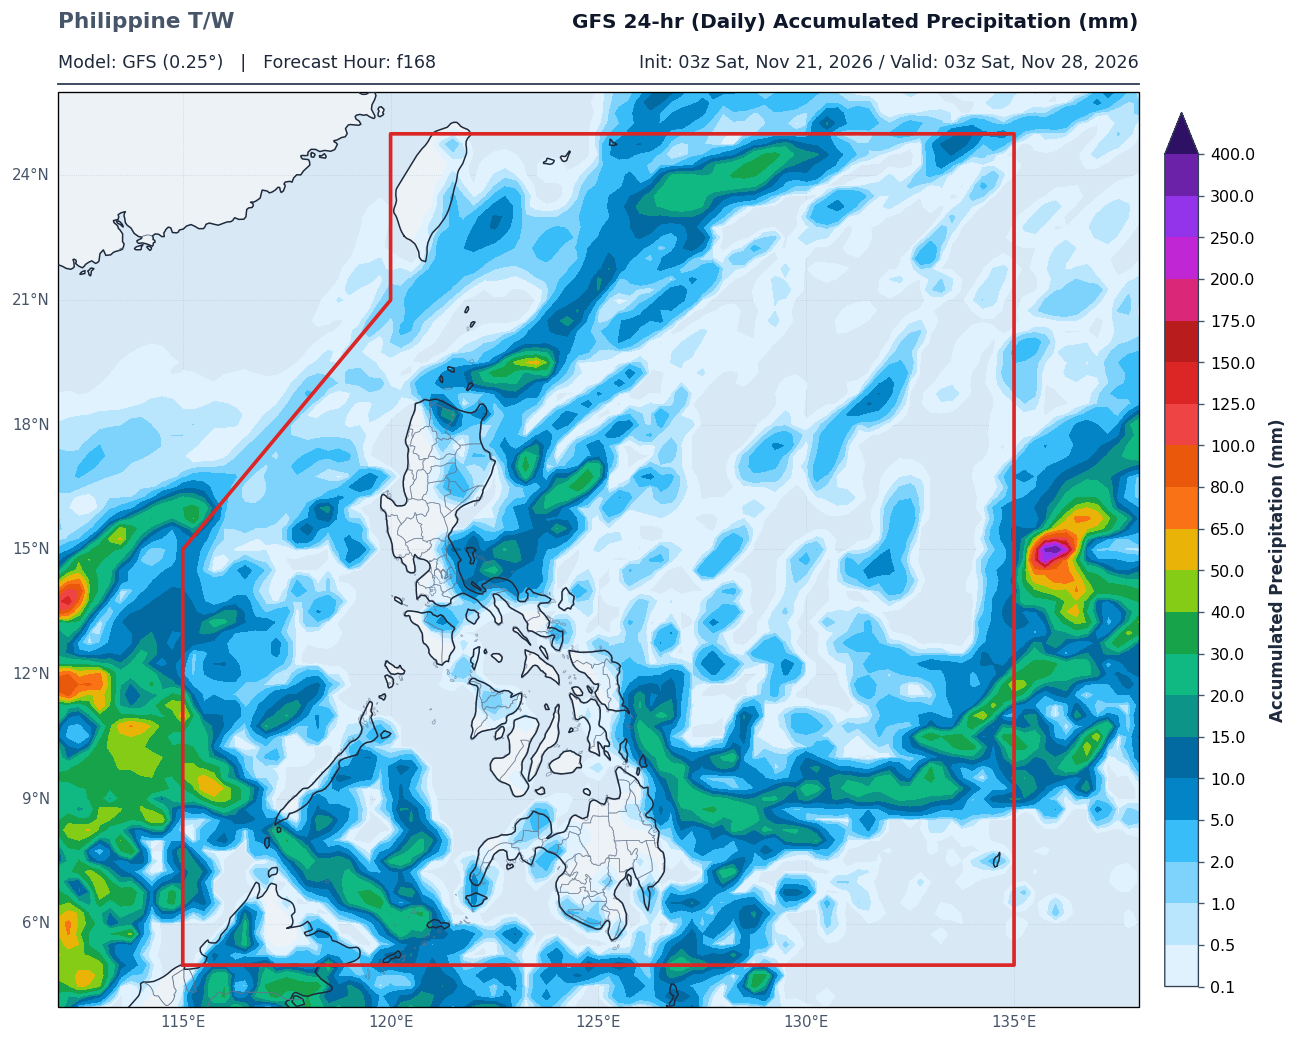 Philippine T/W
GFS 24-hr (Daily) Accumulated Precipitation (mm)
Model: GFS (0.25°)   |   Forecast Hour: f168
Init: 03z Sat, Nov 21, 2026 / Valid: 03z Sat, Nov 28, 2026
24°N
21°N
18°N
15°N
12°N
9°N
6°N
115°E
120°E
125°E
130°E
135°E
400.0
300.0
250.0
200.0
175.0
150.0
125.0
100.0
80.0
65.0
50.0
40.0
30.0
20.0
15.0
10.0
5.0
2.0
1.0
0.5
0.1
Accumulated Precipitation (mm)